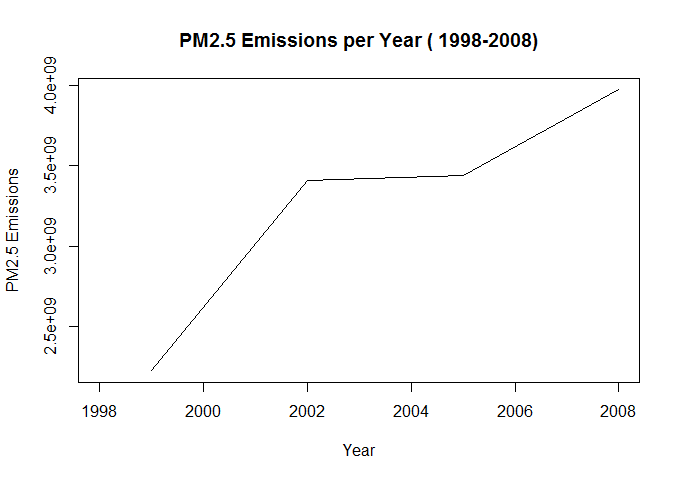 PM2.5 Emissions per Year ( 1998-2008)
PM2.5 Emissions
4.0e+09
3.5e+09
3.0e+09
2.5e+09
1998 2000 2002 2004 2006 2008
Year